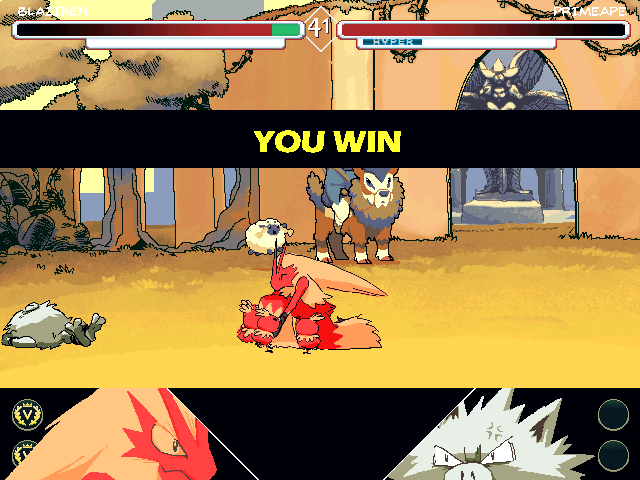 BLAZIKEN
41
PRIMEAPE
HYPER
YOU WIN
V
V